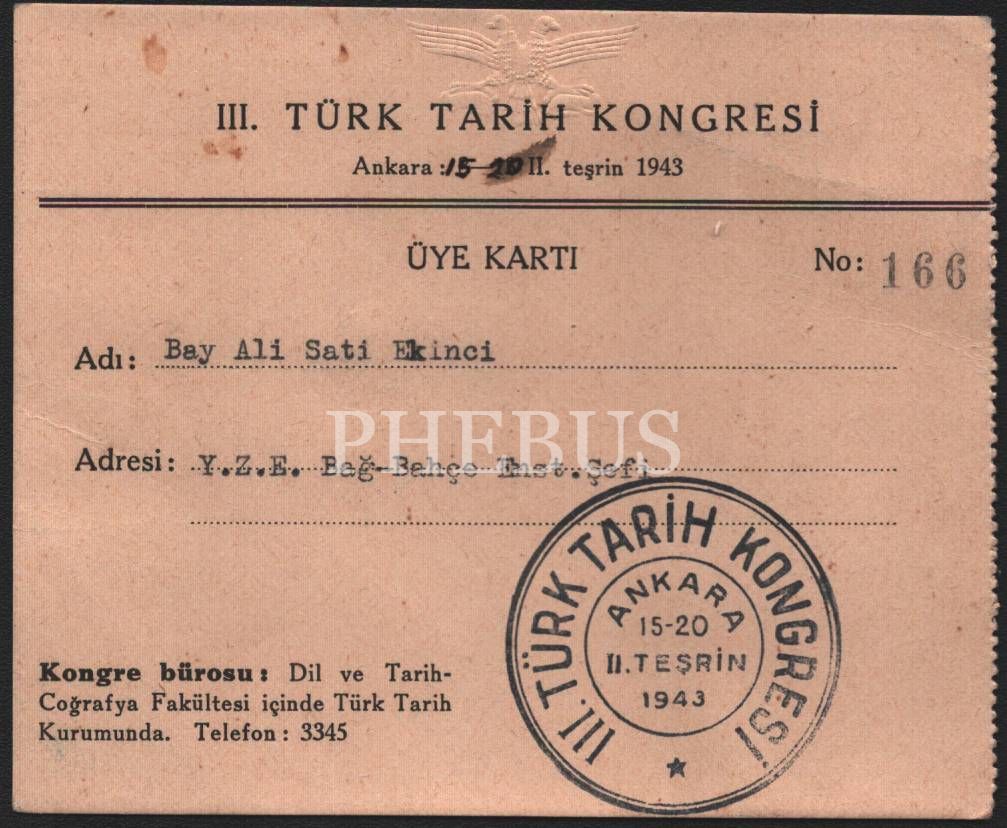 III. TÜRK TARİH KONGRESİ
Ankara : 15-20 II. teşrin 1943
ÜYE KARTI
No: 166
Adı: Bay Ali Sati Ekinci
PHEBUS
Adresi: Y.Z.E. Bağ-Bahçe Enst.Şefi
III. TÜRK TARİH KONGRESİ
ANKARA
15-20
II. TEŞRİN
1943
Kongre bürosu: Dil ve Tarih-
Coğrafya Fakültesi içinde Türk Tarih
Kurumunda. Telefon : 3345